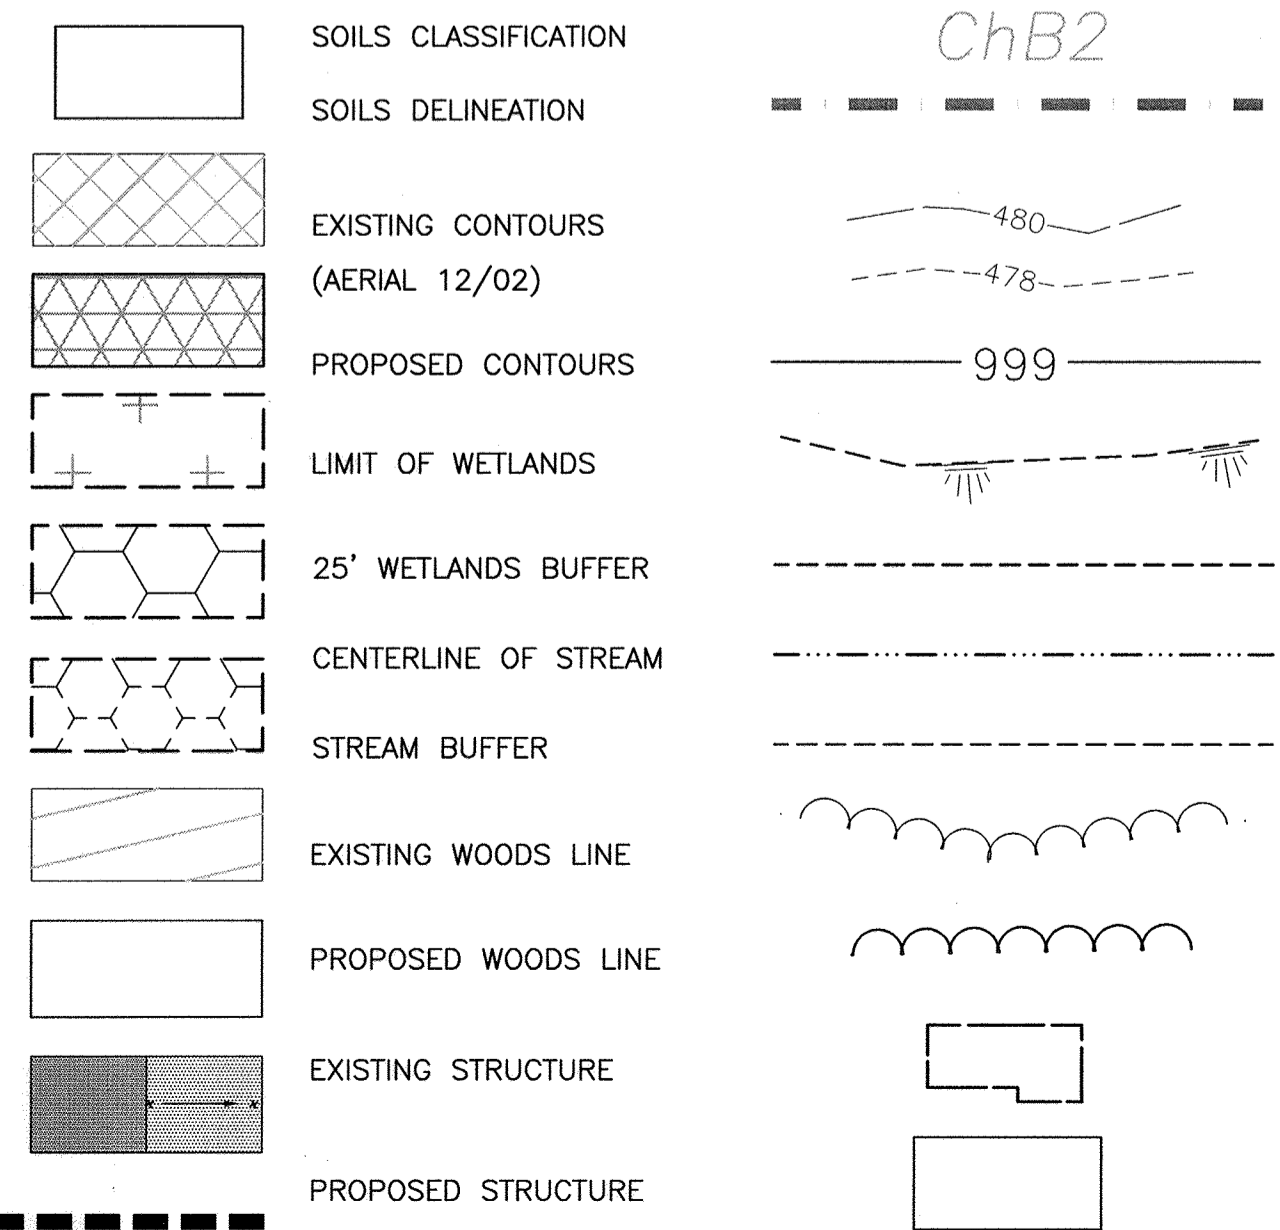 SOILS CLASSIFICATION
ChB2
SOILS DELINEATION
EXISTING CONTOURS
480
(AERIAL 12/02)
478
PROPOSED CONTOURS
999
LIMIT OF WETLANDS
25' WETLANDS BUFFER
CENTERLINE OF STREAM
STREAM BUFFER
EXISTING WOODS LINE
PROPOSED WOODS LINE
EXISTING STRUCTURE
PROPOSED STRUCTURE